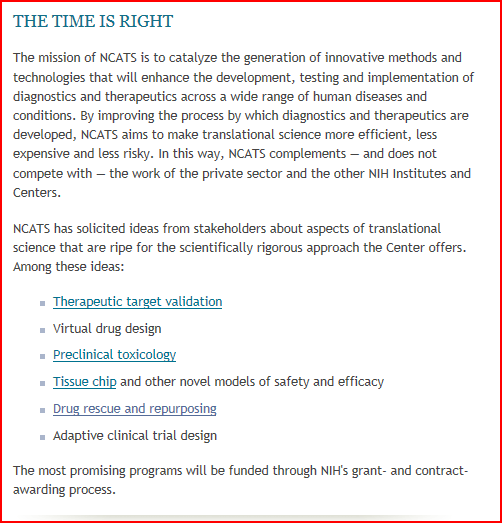 THE TIME IS RIGHT
The mission of NCATS is to catalyze the generation of innovative methods and
technologies that will enhance the development, testing and implementation of
diagnostics and therapeutics across a wide range of human diseases and
conditions. By improving the process by which diagnostics and therapeutics are
developed, NCATS aims to make translational science more efficient, less
expensive and less risky. In this way, NCATS complements — and does not
compete with — the work of the private sector and the other NIH Institutes and
Centers.
NCATS has solicited ideas from stakeholders about aspects of translational
science that are ripe for the scientifically rigorous approach the Center offers.
Among these ideas:
Therapeutic target validation
Virtual drug design
Preclinical toxicology
Tissue chip and other novel models of safety and efficacy
Drug rescue and repurposing
Adaptive clinical trial design
The most promising programs will be funded through NIH's grant- and contract-
awarding process.